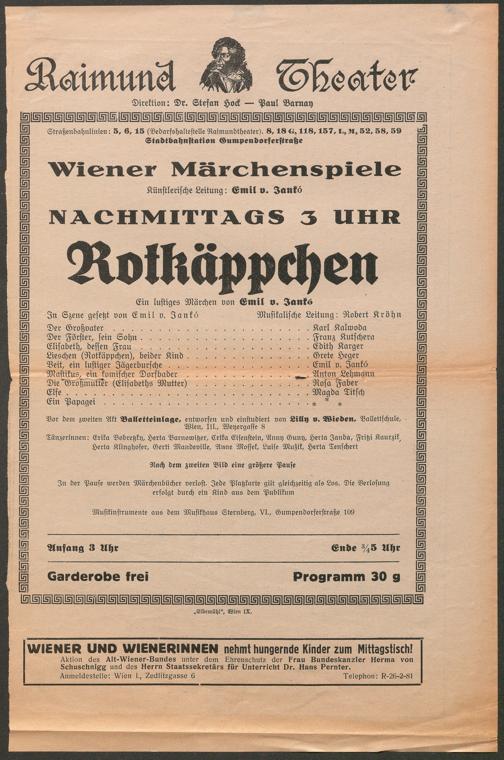 Raimund Theater
Direktion: Dr. Stefan Hock — Paul Barnay
Straßenbahnlinien: 5, 6, 15 (Bedarfshaltestelle Raimundtheater). 8, 18 G, 118, 157, L, M, 52, 58, 59
Stadtbahnstation Gumpendorferstraße
Wiener Märchenspiele
Künstlerische Leitung: Emil v. Jankó
NACHMITTAGS 3 UHR
Rotkäppchen
Ein lustiges Märchen von Emil v. Jankó
In Szene gesetzt von Emil v. Jankó Musikalische Leitung: Robert Kröhn
Der Großvater Karl Kalwoda
Der Förster, sein Sohn Franz Kutschera
Elisabeth, dessen Frau Edith Karger
Lieschen (Rotkäppchen), beider Kind Grete Heger
Veit, ein lustiger Jägerbursche Emil v. Jankó
Mastikus, ein komischer Dorfbader Anton Lehmann
Die Großmutter (Elisabeths Mutter) Rosa Faber
Else Magda Titsch
Ein Papagei * * *
Vor dem zweiten Akt Balletteinlage, entworfen und einstudiert von Lilly v. Wieden, Ballettschule,
Wien, III., Weyergasse 8
Tänzerinnen: Erika Bobretzky, Herta Barnowitzer, Erika Eisenstein, Anny Guny, Herta Janda, Fritzi Kaurzik,
Herta Klinghofer, Gerti Mandeville, Anne Mossek, Luise Mužik, Herta Tenschert
Nach dem zweiten Bild eine größere Pause
In der Pause werden Märchenbücher verlost. Jede Platzkarte gilt gleichzeitig als Los. Die Verlosung
erfolgt durch ein Kind aus dem Publikum
Musikinstrumente aus dem Musikhaus Sternberg, VI., Gumpendorferstraße 109
Anfang 3 Uhr Ende ¾5 Uhr
Garderobe frei Programm 30 g
„Elbemühl“, Wien IX.
WIENER UND WIENERINNEN nehmt hungernde Kinder zum Mittagstisch!
Aktion des Alt-Wiener-Bundes unter dem Ehrenschutz der Frau Bundeskanzler Herma von
Schuschnigg und des Herrn Staatssekretärs für Unterricht Dr. Hans Pernter.
Anmeldestelle: Wien I., Zedlitzgasse 6 Telephon: R-26-2-81